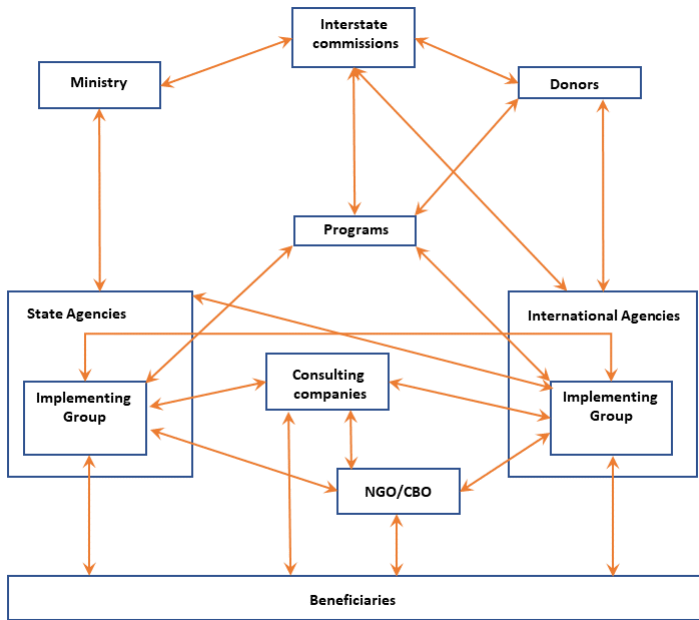 Interstate
commissions
Ministry
Donors
Programs
State Agencies
International Agencies
Consulting
companies
Implementing
Group
Implementing
Group
NGO/CBO
Beneficiaries